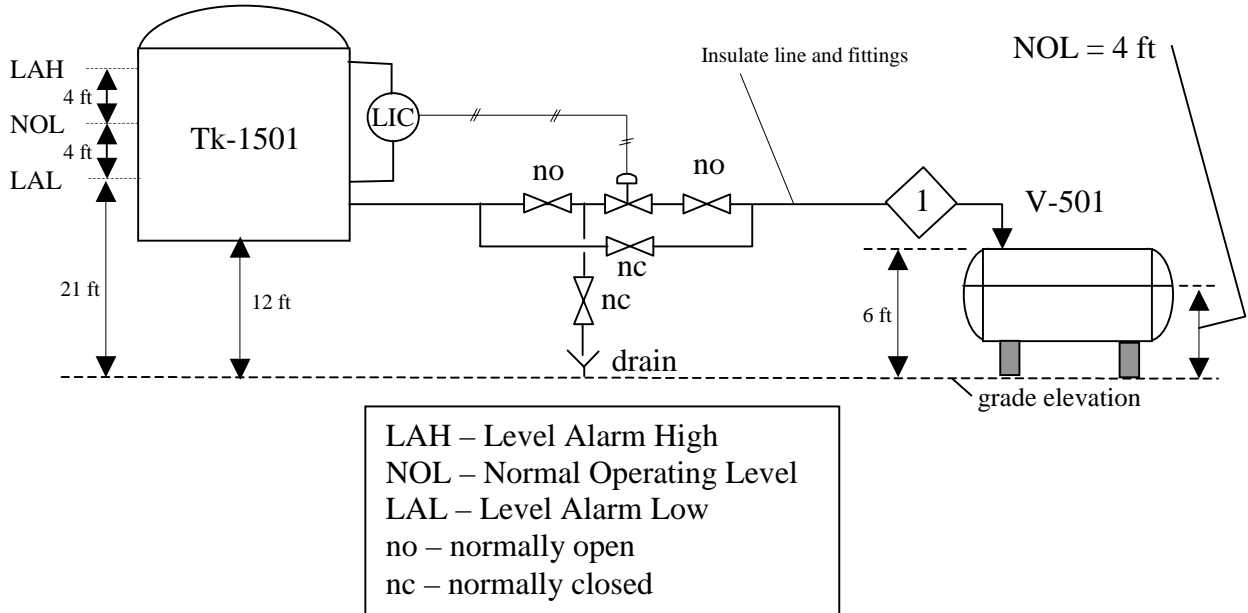 LAH
4 ft
NOL
4 ft
LAL
21 ft
12 ft
Tk-1501
LIC
no
no
nc
nc
drain
Insulate line and fittings
1
NOL = 4 ft
V-501
6 ft
grade elevation
LAH – Level Alarm High
NOL – Normal Operating Level
LAL – Level Alarm Low
no – normally open
nc – normally closed